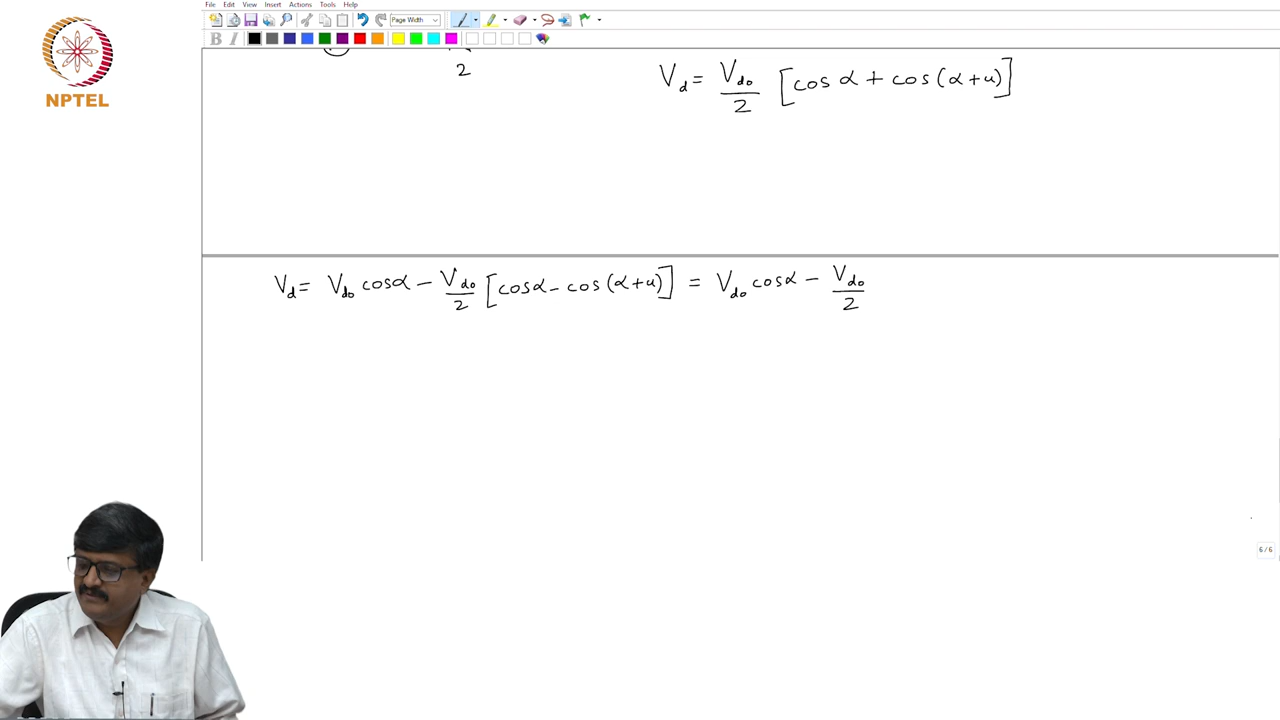 File Edit View Insert Actions Tools Help
Page Width
B I
NPTEL
2
V_d = V_do/2 [cos α + cos (α + u)]
V_d = V_do cos α − V_do/2 [cos α − cos (α + u)] = V_do cos α − V_do/2
6 / 6